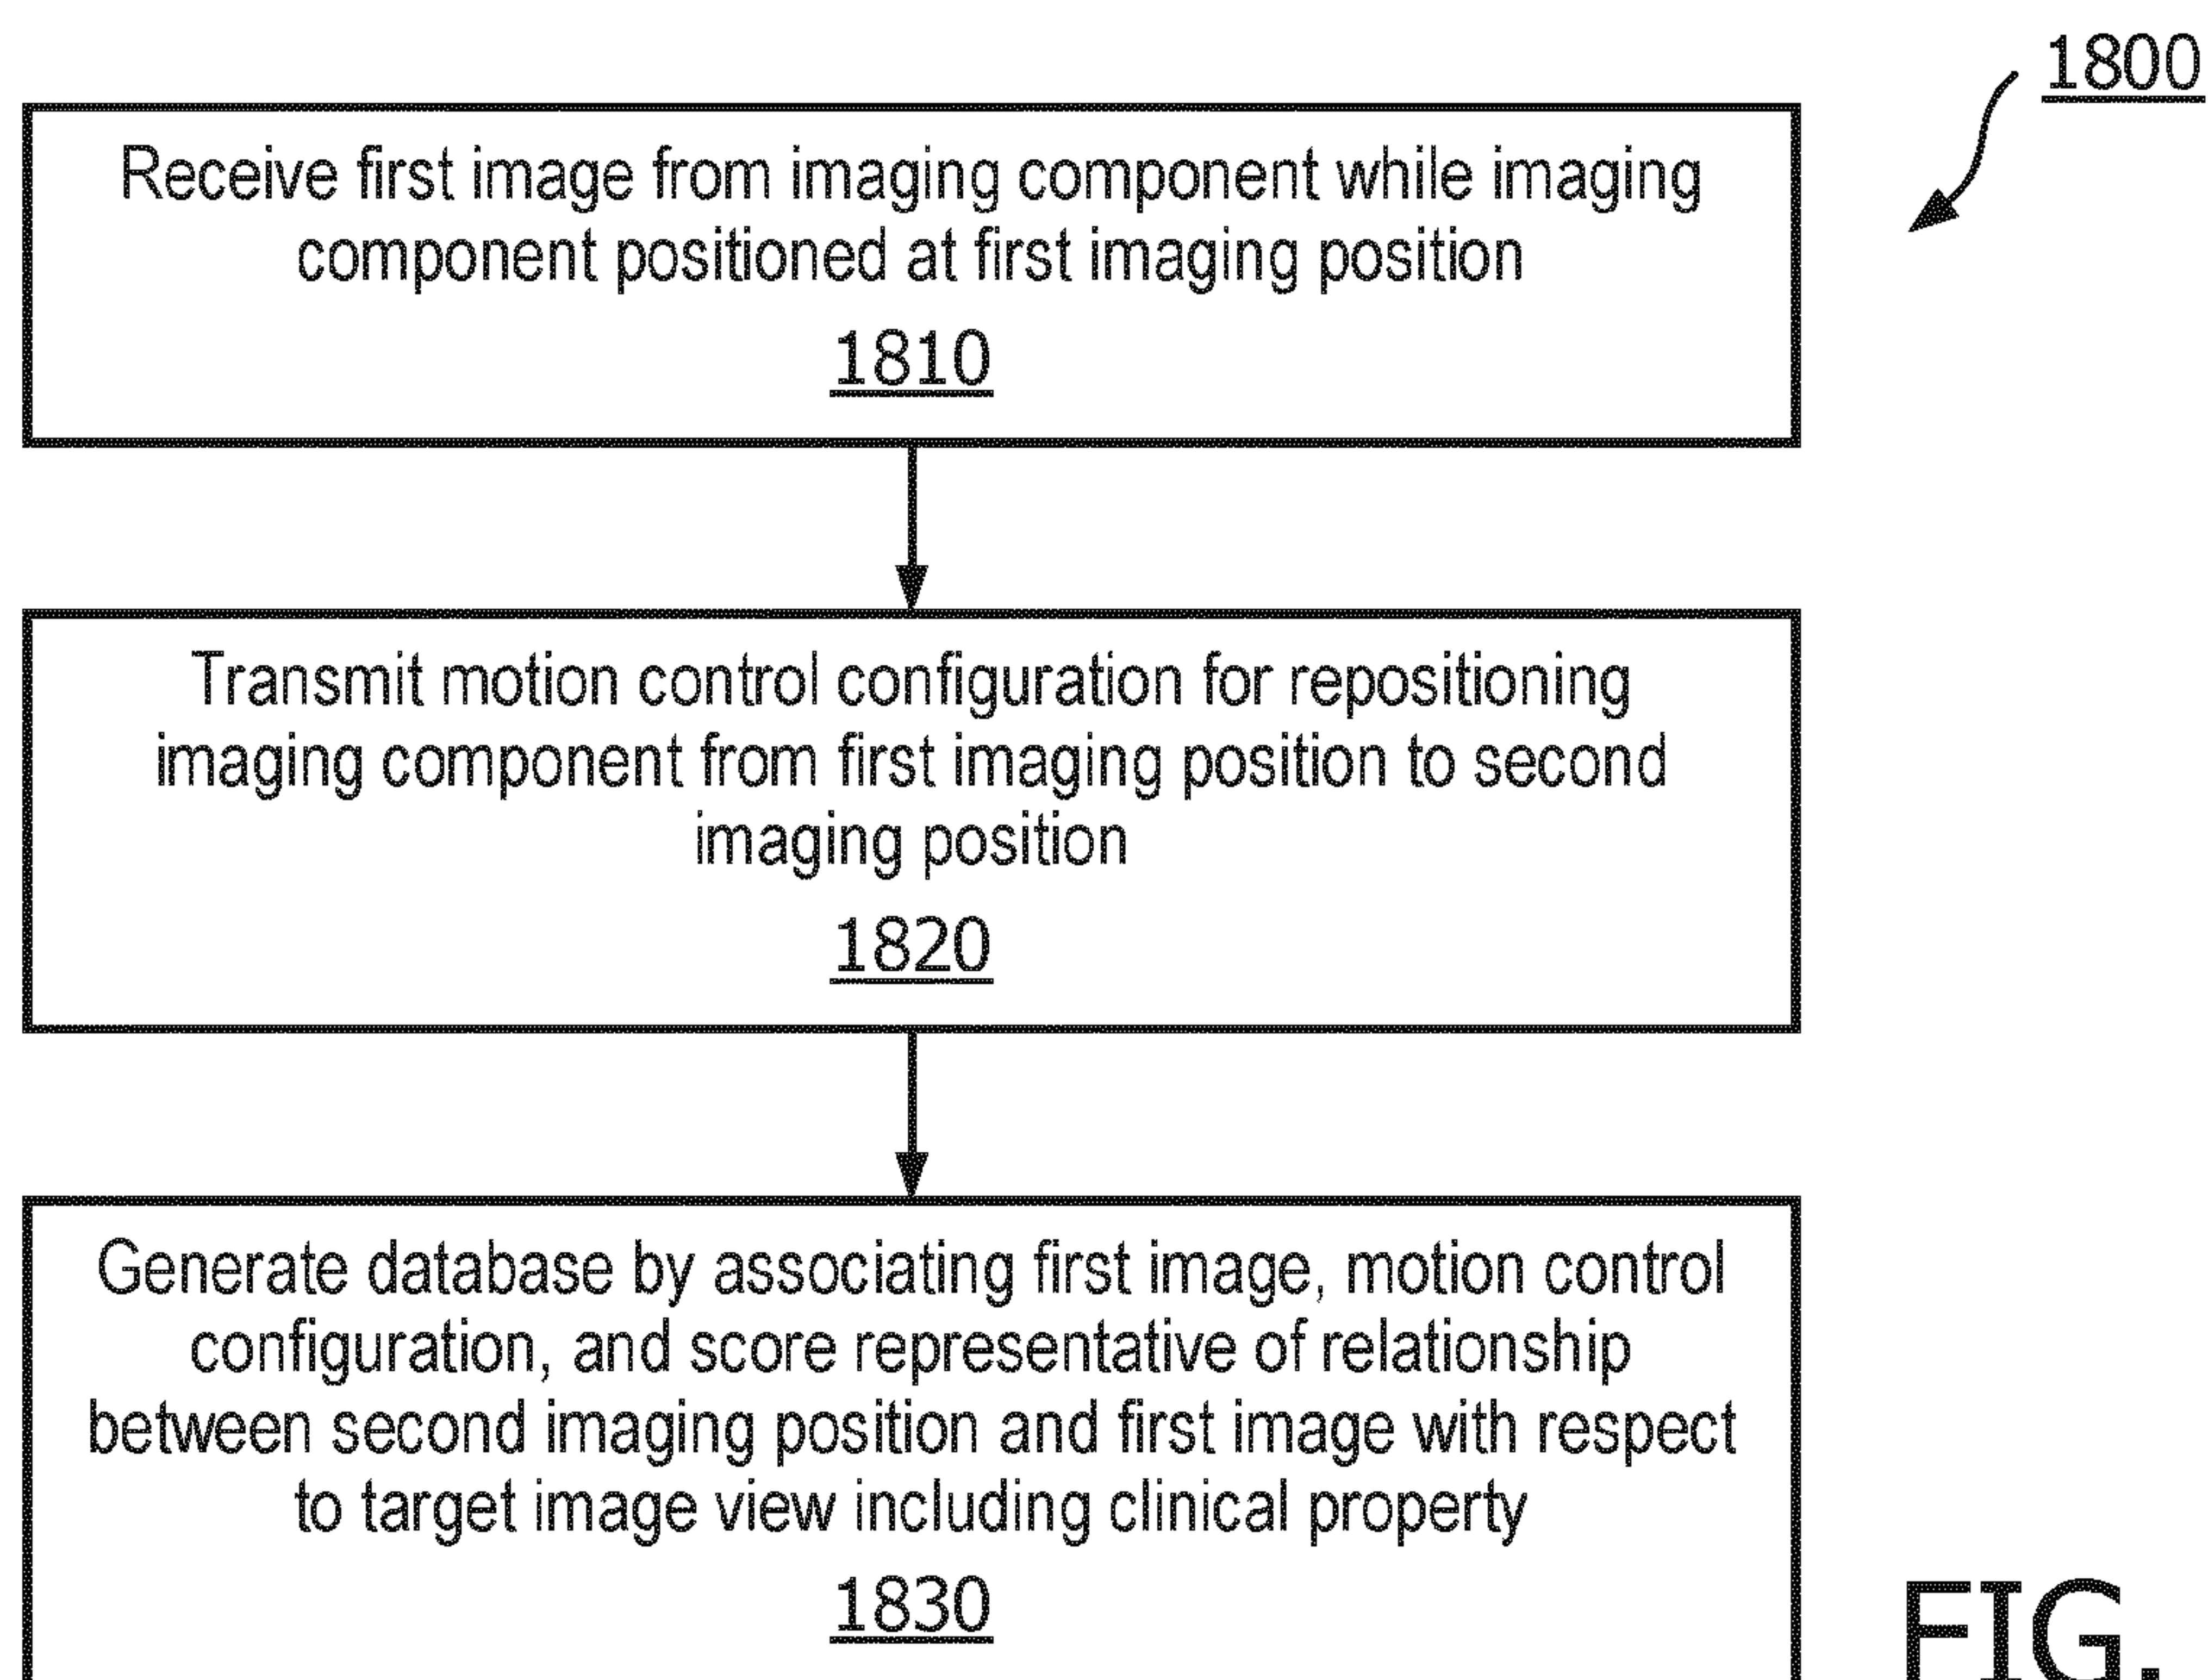 1800
Receive first image from imaging component while imaging
component positioned at first imaging position
1810
Transmit motion control configuration for repositioning
imaging component from first imaging position to second
imaging position
1820
Generate database by associating first image, motion control
configuration, and score representative of relationship
between second imaging position and first image with respect
to target image view including clinical property
1830
FIG.